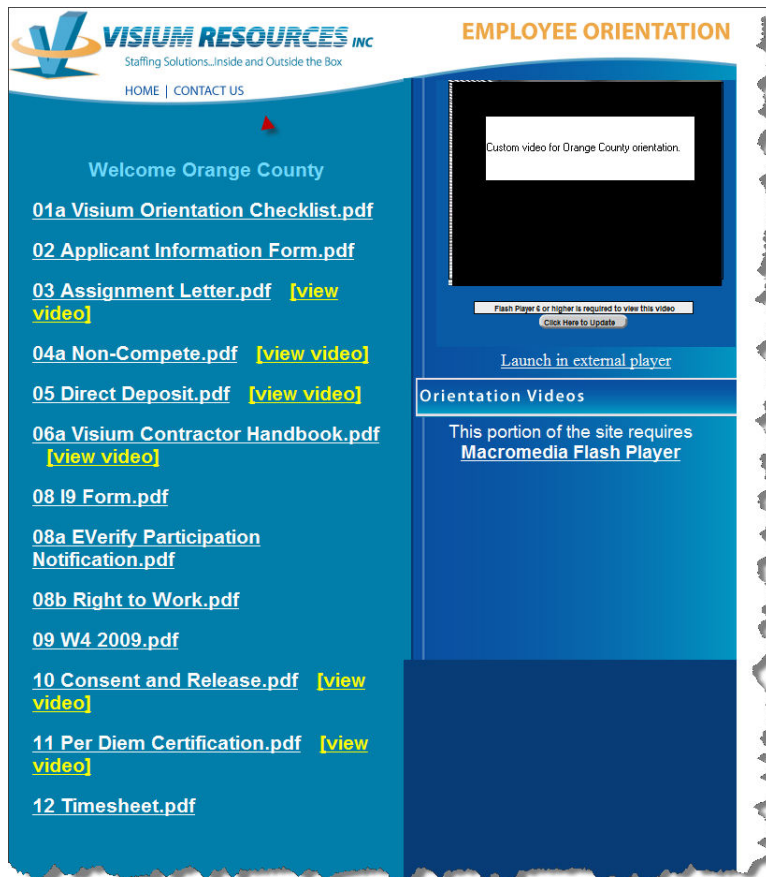 VISIUM RESOURCES INC
Staffing Solutions...Inside and Outside the Box
HOME | CONTACT US
EMPLOYEE ORIENTATION
Welcome Orange County
01a Visium Orientation Checklist.pdf
02 Applicant Information Form.pdf
03 Assignment Letter.pdf [view
video]
04a Non-Compete.pdf [view video]
05 Direct Deposit.pdf [view video]
06a Visium Contractor Handbook.pdf
[view video]
08 I9 Form.pdf
08a EVerify Participation
Notification.pdf
08b Right to Work.pdf
09 W4 2009.pdf
10 Consent and Release.pdf [view
video]
11 Per Diem Certification.pdf [view
video]
12 Timesheet.pdf
Custom video for Orange County orientation.
Flash Player 6 or higher is required to view this video
Click Here to Update
Launch in external player
Orientation Videos
This portion of the site requires
Macromedia Flash Player